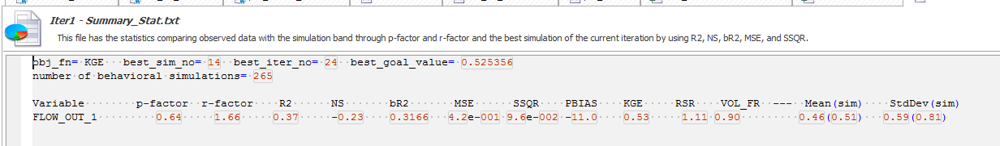 Iter1 - Summary_Stat.txt
This file has the statistics comparing observed data with the simulation band through p-factor and r-factor and the best simulation of the current iteration by using R2, NS, bR2, MSE, and SSQR.
obj_fn= KGE best_sim_no= 14 best_iter_no= 24 best_goal_value= 0.525356
number of behavioral simulations= 265
Variable p-factor r-factor R2 NS bR2 MSE SSQR PBIAS KGE RSR VOL_FR --- Mean(sim) StdDev(sim)
FLOW_OUT_1 0.64 1.66 0.37 -0.23 0.3166 4.2e-001 9.6e-002 -11.0 0.53 1.11 0.90 0.46(0.51) 0.59(0.81)